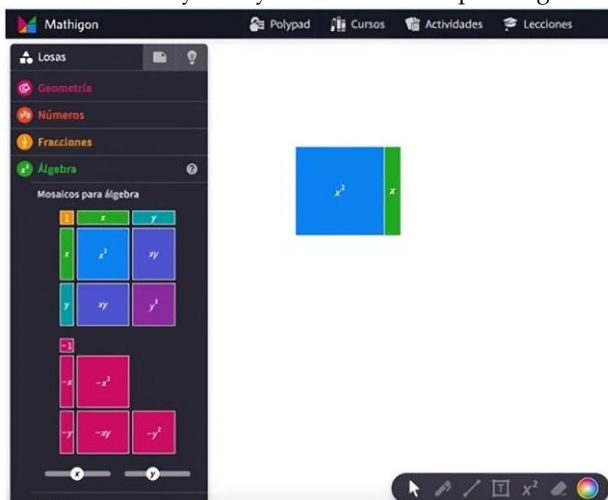 Mathigon Polypad Cursos Actividades Lecciones
Losas
Geometría
Números
Fracciones
Álgebra
Mosaicos para álgebra
1 x y
x x² xy
y xy y²
-1
-x -x²
-y -xy -y²
x y
x² x
T x²